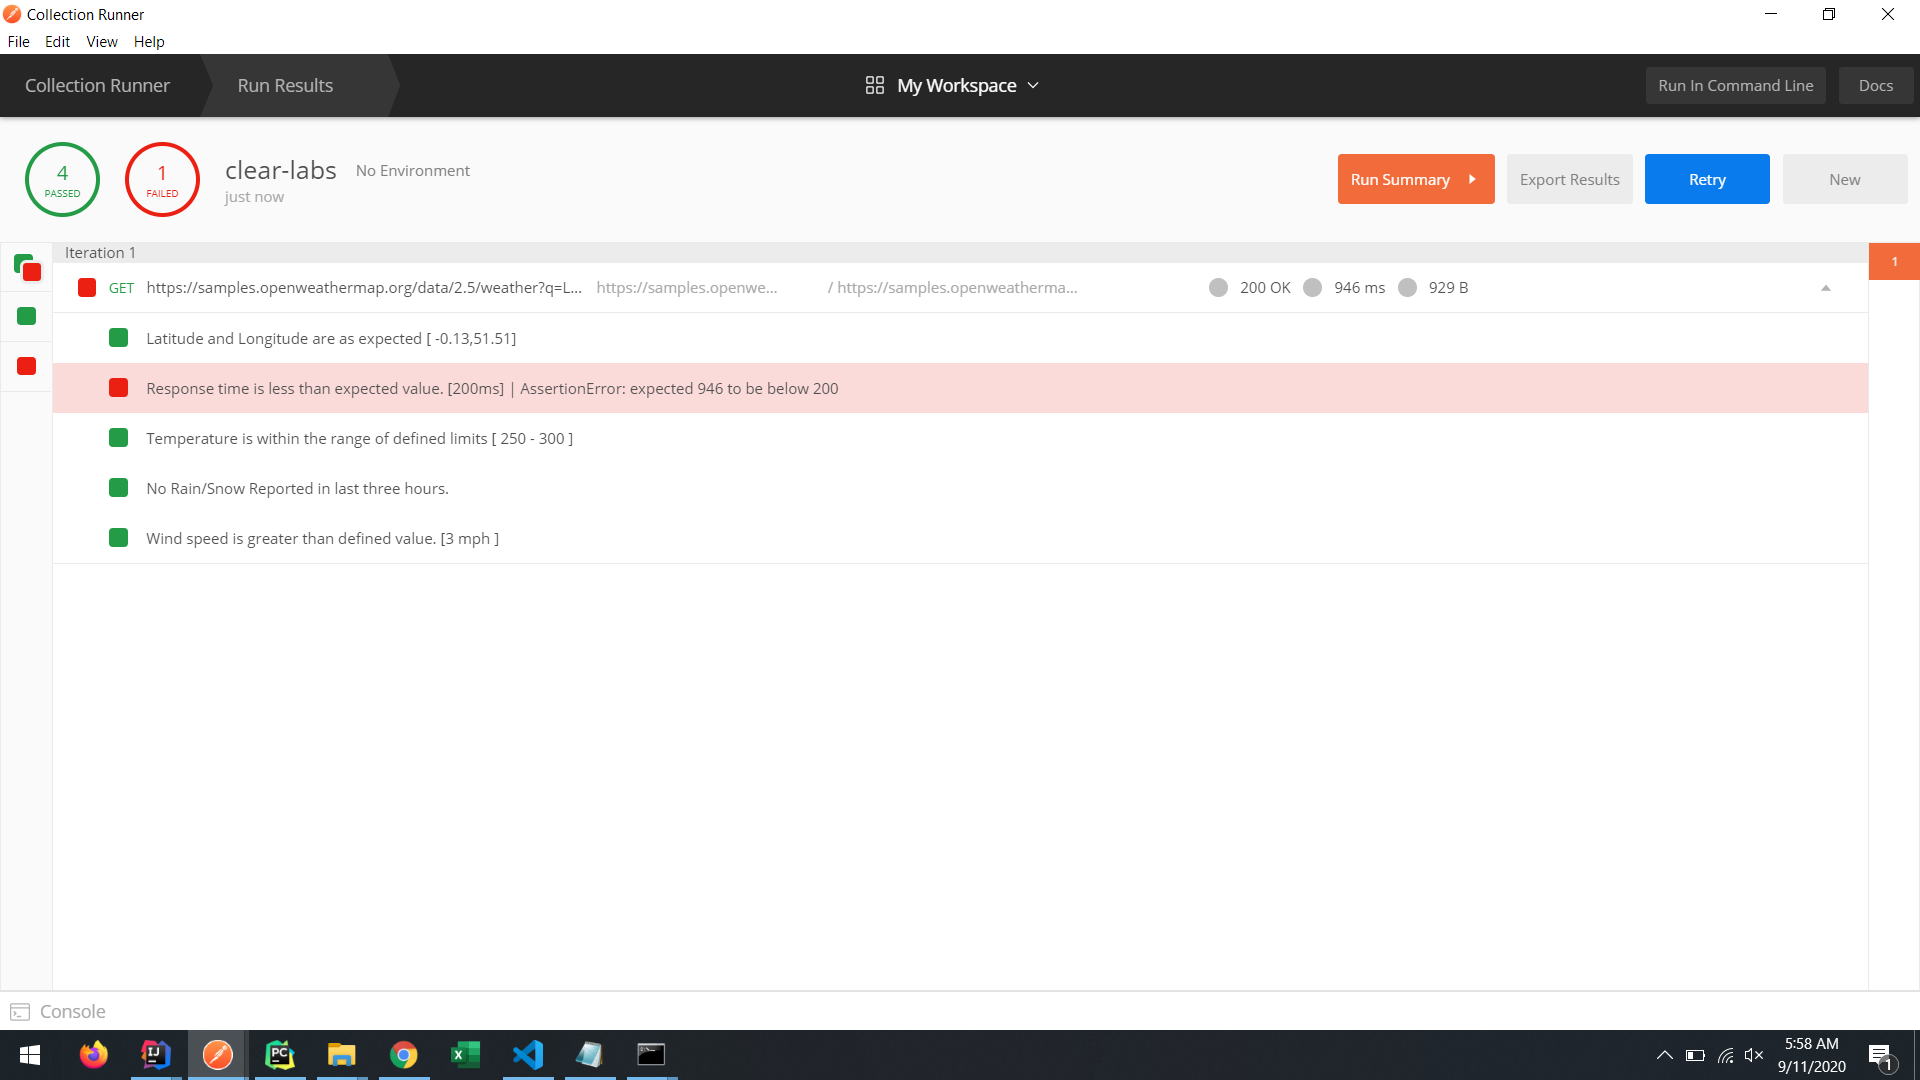 Collection Runner
File Edit View Help
Collection Runner Run Results My Workspace Run In Command Line Docs
4 PASSED
1 FAILED
clear-labs No Environment
just now
Run Summary Export Results Retry New
Iteration 1
1
GET https://samples.openweathermap.org/data/2.5/weather?q=L... https://samples.openwe... / https://samples.openweatherma... 200 OK 946 ms 929 B
Latitude and Longitude are as expected [ -0.13,51.51]
Response time is less than expected value. [200ms] | AssertionError: expected 946 to be below 200
Temperature is within the range of defined limits [ 250 - 300 ]
No Rain/Snow Reported in last three hours.
Wind speed is greater than defined value. [3 mph ]
Console
IJ
PC
5:58 AM
9/11/2020
1